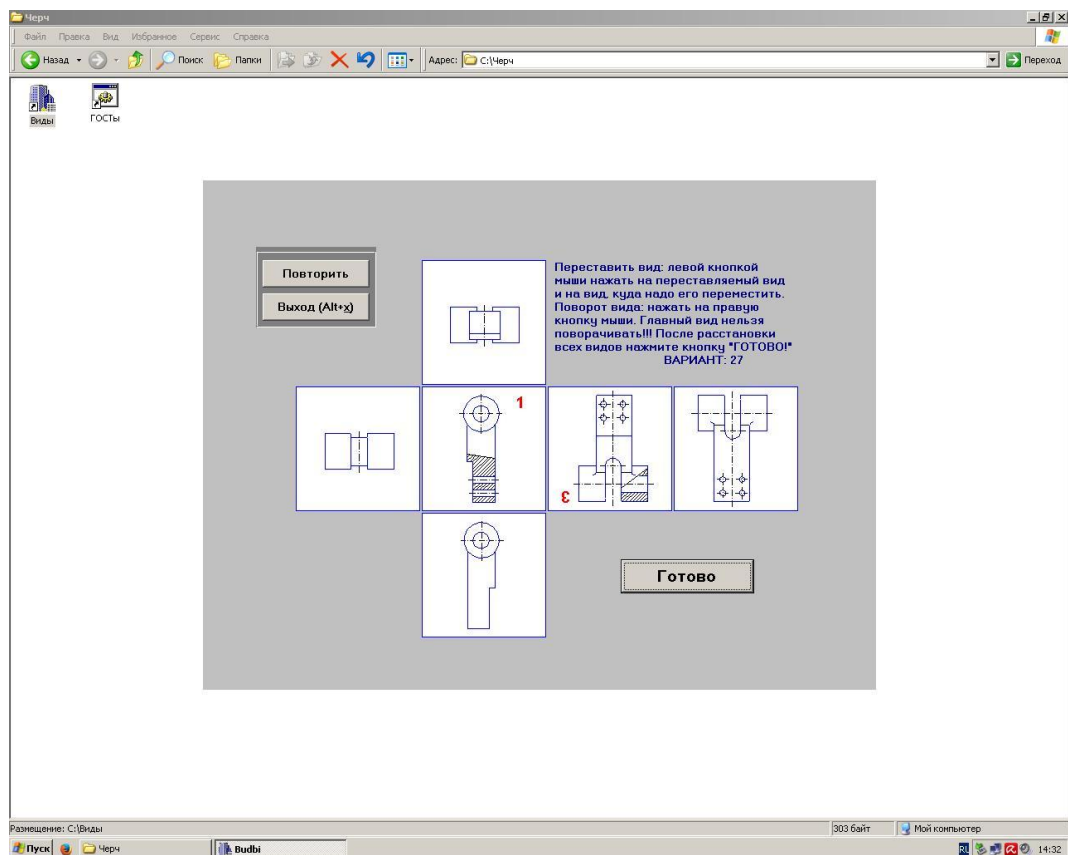 Черч
Файл Правка Вид Избранное Сервис Справка
Назад Поиск Папки Адрес: C:\Черч Переход
Виды
ГОСТы
Повторить
Выход (Alt+x)
Переставить вид: левой кнопкой
мыши нажать на переставляемый вид
и на вид, куда надо его переместить.
Поворот вида: нажать на правую
кнопку мыши. Главный вид нельзя
поворачивать!!! После расстановки
всех видов нажмите кнопку "ГОТОВО!"
ВАРИАНТ: 27
1
3
Готово
Размещение: C:\Виды 303 байт Мой компьютер
Пуск Черч Budbi RL 14:32